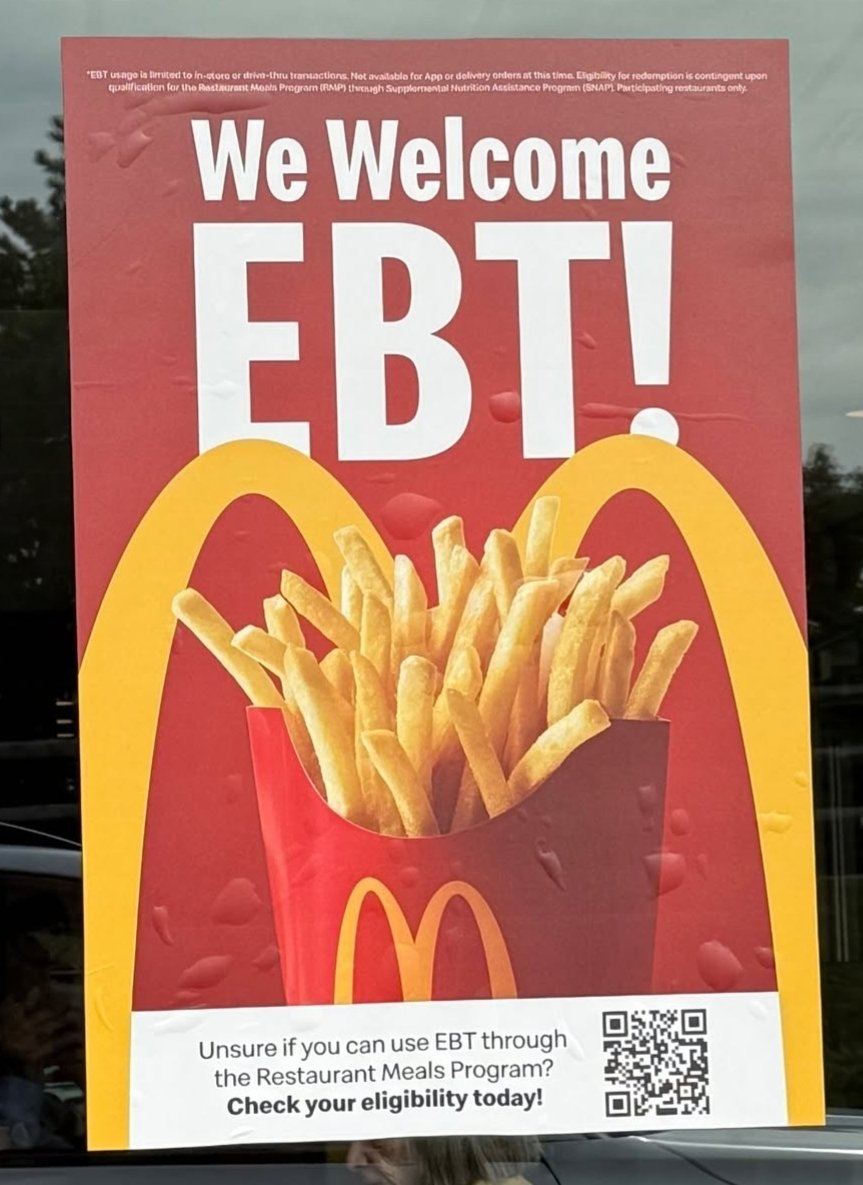 *EBT usage is limited to in-store or drive-thru transactions. Not available for App or delivery orders at this time. Eligibility for redemption is contingent upon
qualification for the Restaurant Meals Program (RMP) through Supplemental Nutrition Assistance Program (SNAP). Participating restaurants only.
We Welcome
EBT!
Unsure if you can use EBT through
the Restaurant Meals Program?
Check your eligibility today!